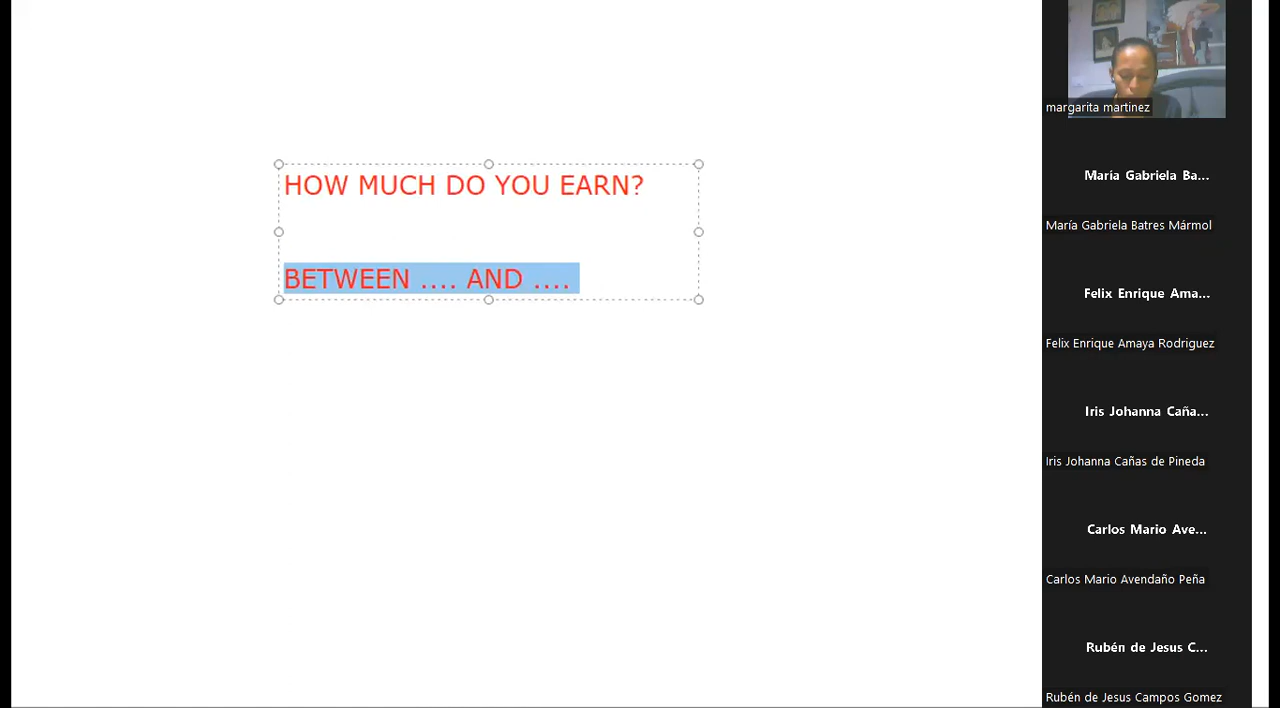 HOW MUCH DO YOU EARN?
BETWEEN .... AND ....
margarita martinez
María Gabriela Ba...
María Gabriela Batres Mármol
Felix Enrique Ama...
Felix Enrique Amaya Rodriguez
Iris Johanna Caña...
Iris Johanna Cañas de Pineda
Carlos Mario Ave...
Carlos Mario Avendaño Peña
Rubén de Jesus C...
Rubén de Jesus Campos Gomez